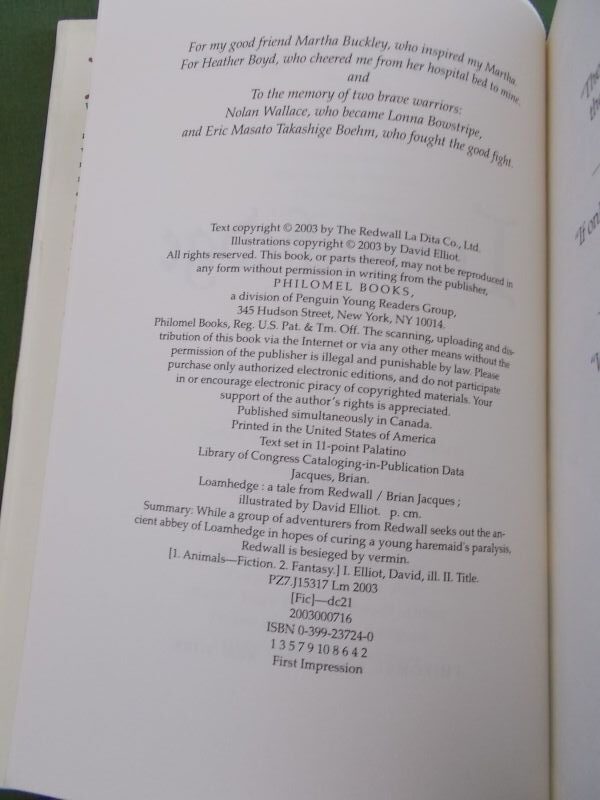 For my good friend Martha Buckley, who inspired my Martha.
For Heather Boyd, who cheered me from her hospital bed to mine.
and
To the memory of two brave warriors:
Nolan Wallace, who became Lonna Bowstripe,
and Eric Masato Takashige Boehm, who fought the good fight.
Text copyright © 2003 by The Redwall La Dita Co., Ltd.
Illustrations copyright © 2003 by David Elliot.
All rights reserved. This book, or parts thereof, may not be reproduced in
any form without permission in writing from the publisher,
PHILOMEL BOOKS,
a division of Penguin Young Readers Group,
345 Hudson Street, New York, NY 10014.
Philomel Books, Reg. U.S. Pat. & Tm. Off. The scanning, uploading and dis-
tribution of this book via the Internet or via any other means without the
permission of the publisher is illegal and punishable by law. Please
purchase only authorized electronic editions, and do not participate
in or encourage electronic piracy of copyrighted materials. Your
support of the author's rights is appreciated.
Published simultaneously in Canada.
Printed in the United States of America
Text set in 11-point Palatino
Library of Congress Cataloging-in-Publication Data
Jacques, Brian.
Loamhedge : a tale from Redwall / Brian Jacques ;
illustrated by David Elliot. p. cm.
Summary: While a group of adventurers from Redwall seeks out the an-
cient abbey of Loamhedge in hopes of curing a young haremaid's paralysis,
Redwall is besieged by vermin.
[1. Animals—Fiction. 2. Fantasy.] I. Elliot, David, ill. II. Title.
PZ7.J15317 Lm 2003
[Fic]—dc21
2003000716
ISBN 0-399-23724-0
1 3 5 7 9 10 8 6 4 2
First Impression
"If